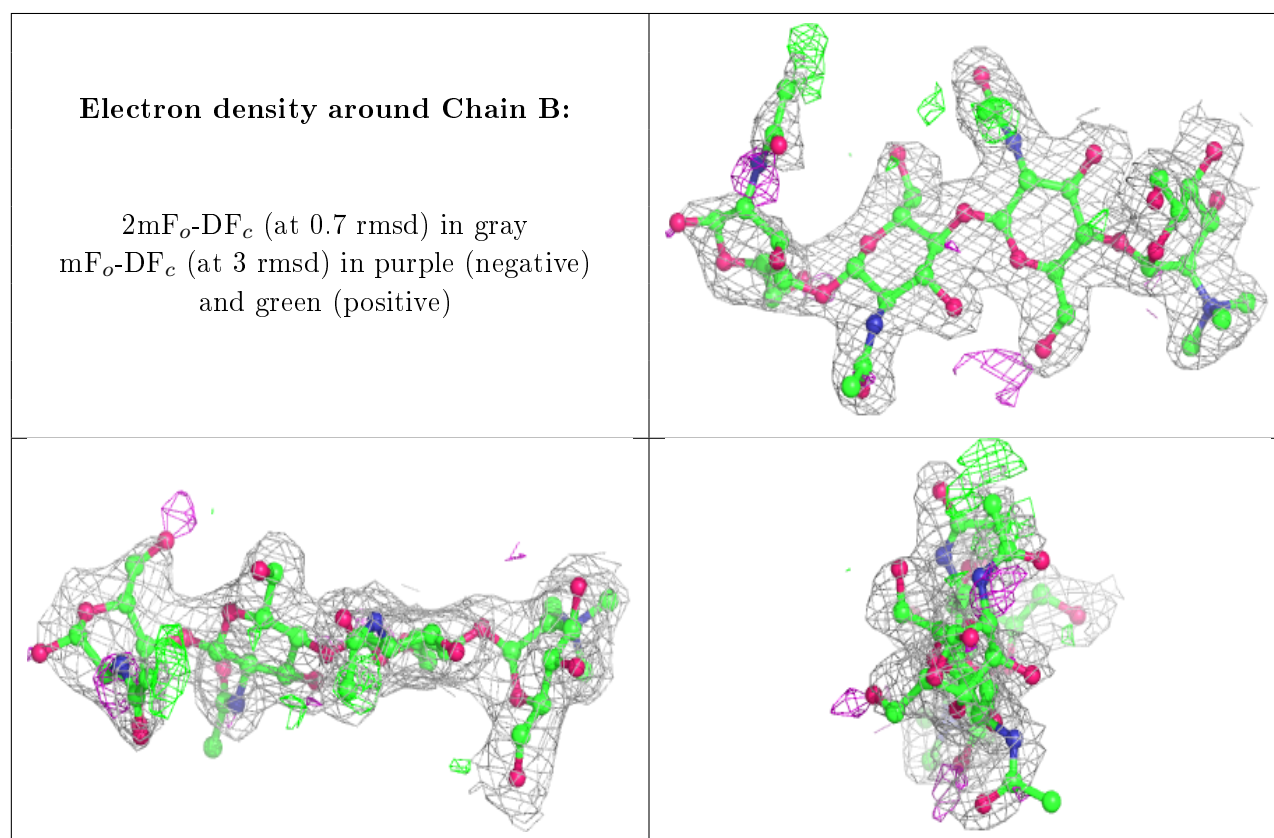 Electron density around Chain B:
2mFo-DFc (at 0.7 rmsd) in gray
mFo-DFc (at 3 rmsd) in purple (negative)
and green (positive)